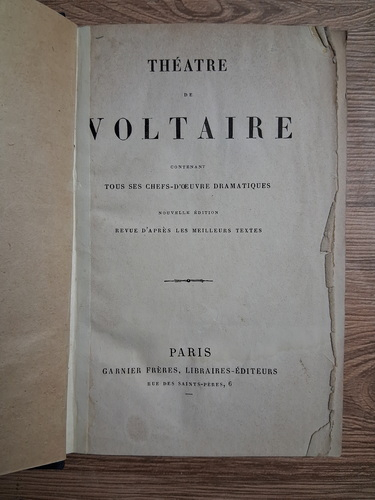 THÉATRE
DE
VOLTAIRE
CONTENANT
TOUS SES CHEFS-D'ŒUVRE DRAMATIQUES
NOUVELLE ÉDITION
REVUE D'APRÈS LES MEILLEURS TEXTES
PARIS
GARNIER FRÈRES, LIBRAIRES-ÉDITEURS
RUE DES SAINTS-PÈRES, 6